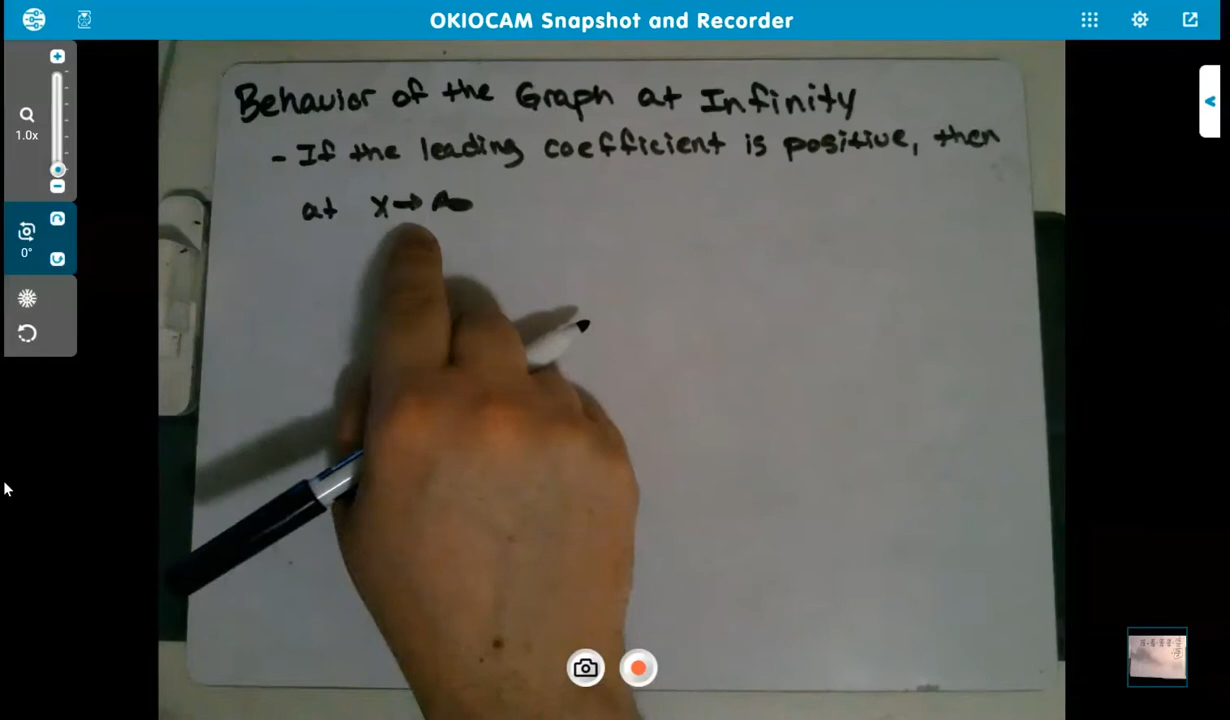 OKIOCAM Snapshot and Recorder
Behavior of the Graph at Infinity
1.0x
- If the leading coefficient is positive, then
at x→
0°